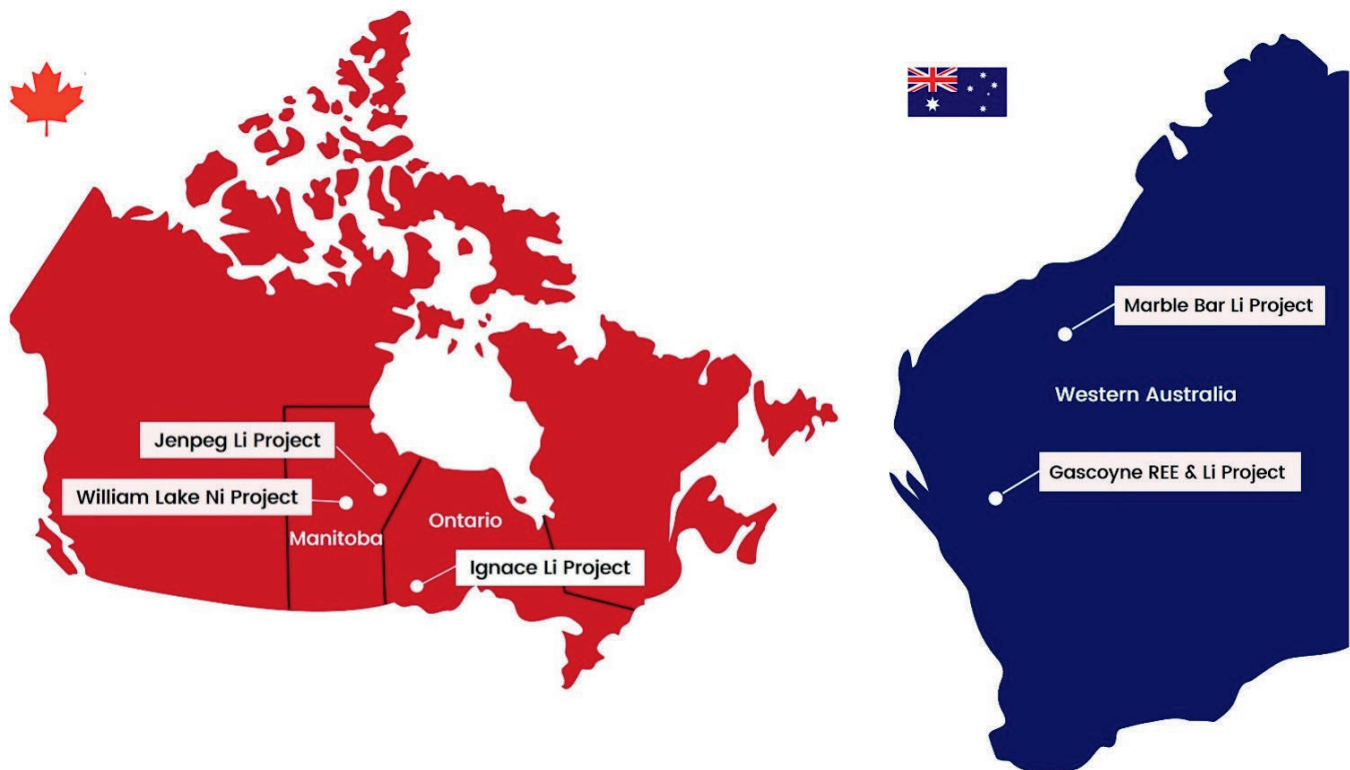 Jenpeg Li Project
William Lake Ni Project
Manitoba
Ontario
Ignace Li Project
Marble Bar Li Project
Western Australia
Gascoyne REE & Li Project